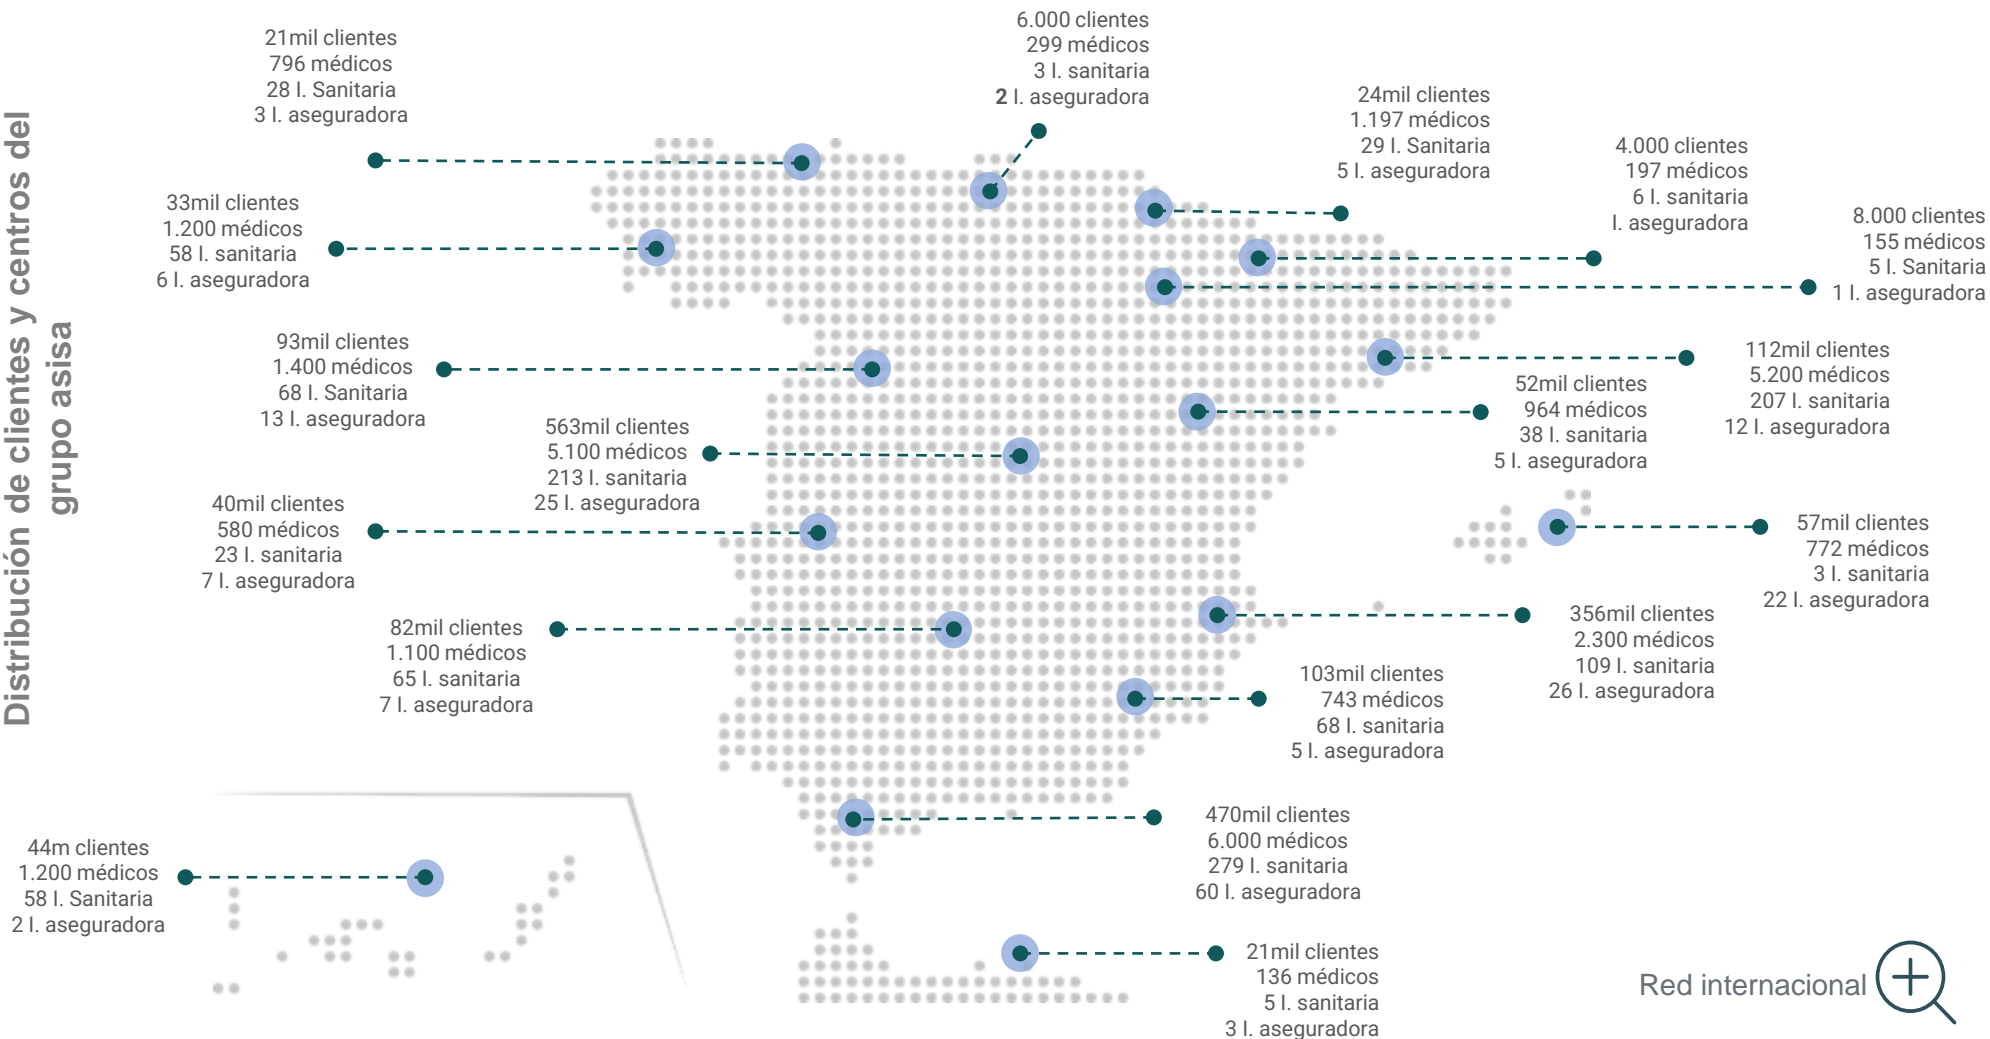 Distribución de clientes y centros del
grupo asisa
21mil clientes
796 médicos
28 I. Sanitaria
3 I. aseguradora
6.000 clientes
299 médicos
3 I. sanitaria
2 I. aseguradora
24mil clientes
1.197 médicos
29 I. Sanitaria
5 I. aseguradora
4.000 clientes
197 médicos
6 I. sanitaria
I. aseguradora
8.000 clientes
155 médicos
5 I. Sanitaria
1 I. aseguradora
33mil clientes
1.200 médicos
58 I. sanitaria
6 I. aseguradora
93mil clientes
1.400 médicos
68 I. Sanitaria
13 I. aseguradora
112mil clientes
5.200 médicos
207 I. sanitaria
12 I. aseguradora
52mil clientes
964 médicos
38 I. sanitaria
5 I. aseguradora
563mil clientes
5.100 médicos
213 I. sanitaria
25 I. aseguradora
40mil clientes
580 médicos
23 I. sanitaria
7 I. aseguradora
57mil clientes
772 médicos
3 I. sanitaria
22 I. aseguradora
82mil clientes
1.100 médicos
65 I. sanitaria
7 I. aseguradora
356mil clientes
2.300 médicos
109 I. sanitaria
26 I. aseguradora
103mil clientes
743 médicos
68 I. sanitaria
5 I. aseguradora
470mil clientes
6.000 médicos
279 I. sanitaria
60 I. aseguradora
44m clientes
1.200 médicos
58 I. Sanitaria
2 I. aseguradora
21mil clientes
136 médicos
5 I. sanitaria
3 I. aseguradora
Red internacional